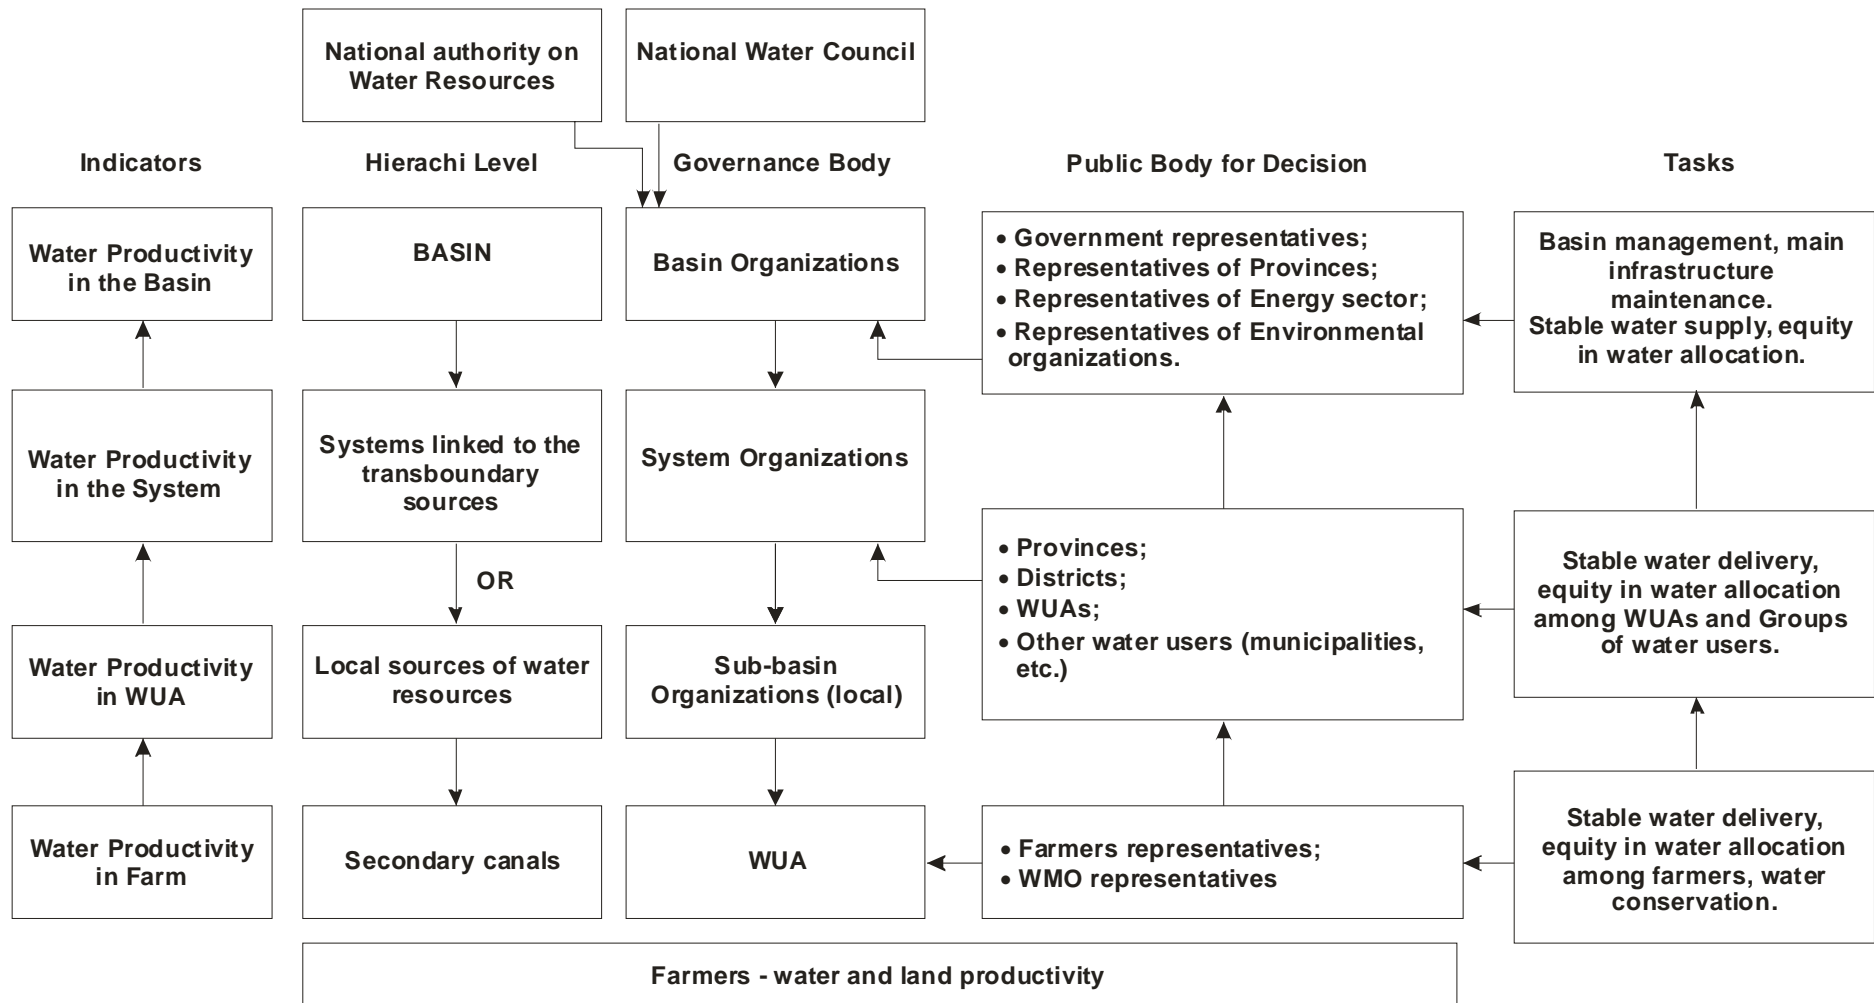 National authority on
Water Resources
National Water Council
Indicators
Hierachi Level
Governance Body
Public Body for Decision
Tasks
Water Productivity
in the Basin
BASIN
Basin Organizations
• Government representatives;
• Representatives of Provinces;
• Representatives of Energy sector;
• Representatives of Environmental
organizations.
Basin management, main
infrastructure
maintenance.
Stable water supply, equity
in water allocation.
Water Productivity
in the System
Systems linked to the
transboundary
sources
System Organizations
OR
• Provinces;
• Districts;
• WUAs;
• Other water users (municipalities,
etc.)
Stable water delivery,
equity in water allocation
among WUAs and Groups
of water users.
Water Productivity
in WUA
Local sources of water
resources
Sub-basin
Organizations (local)
Water Productivity
in Farm
Secondary canals
WUA
• Farmers representatives;
• WMO representatives
Stable water delivery,
equity in water allocation
among farmers, water
conservation.
Farmers - water and land productivity